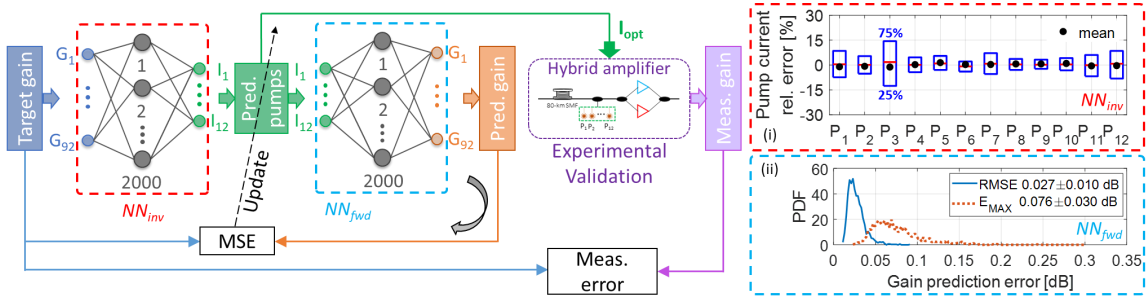 Target gain
G1
G92
1
2
2000
NNinv
I1
I12
Pred. pumps
Update
I1
I12
1
2
2000
NNfwd
G1
G92
Pred. gain
MSE
Iopt
Hybrid amplifier
80-km SMF
P1 P2 P12
Experimental
Validation
Meas. gain
Meas.
error
Pump current
rel. error [%]
30
15
0
-15
-30
75%
25%
mean
NNinv
(i)
P1 P2 P3 P4 P5 P6 P7 P8 P9 P10 P11 P12
(ii)
PDF
60
40
20
0
RMSE 0.027±0.010 dB
EMAX 0.076±0.030 dB
NNfwd
0 0.05 0.1 0.15 0.2 0.25 0.3 0.35
Gain prediction error [dB]